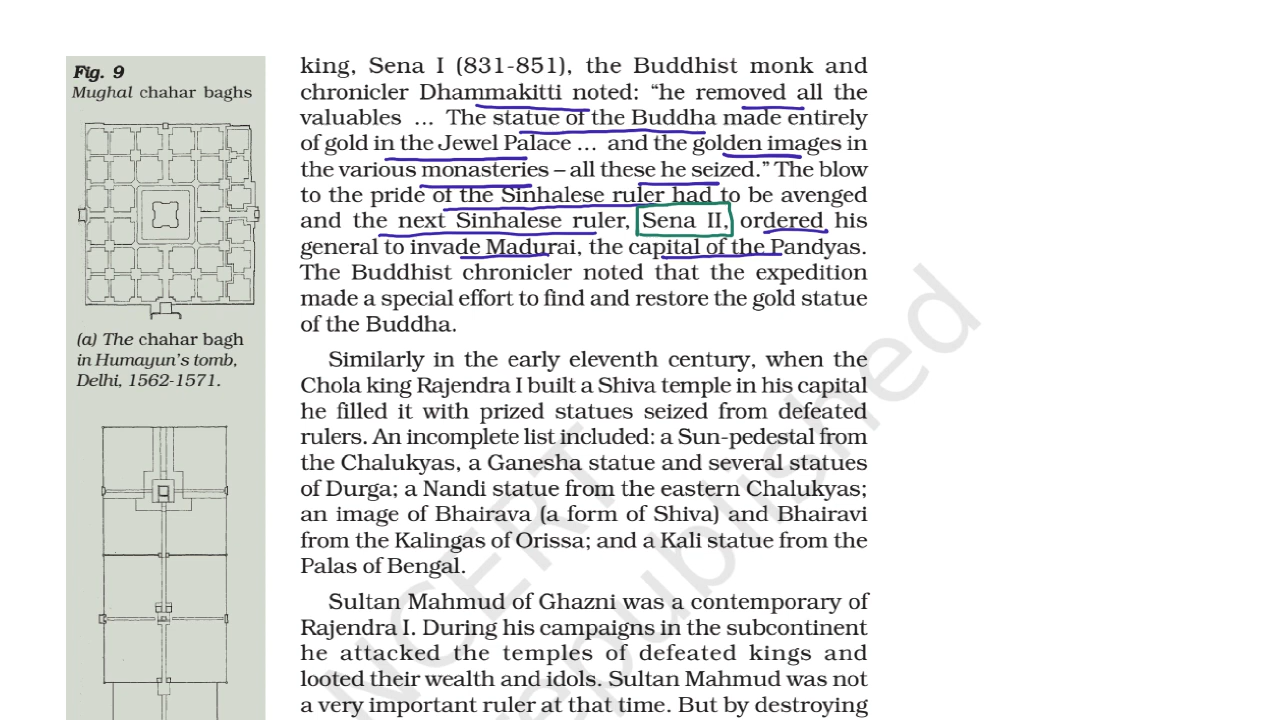 Fig. 9
Mughal chahar baghs
(a) The chahar bagh
in Humayun's tomb,
Delhi, 1562-1571.
king, Sena I (831-851), the Buddhist monk and
chronicler Dhammakitti noted: “he removed all the
valuables ... The statue of the Buddha made entirely
of gold in the Jewel Palace ... and the golden images in
the various monasteries – all these he seized.” The blow
to the pride of the Sinhalese ruler had to be avenged
and the next Sinhalese ruler, Sena II, ordered his
general to invade Madurai, the capital of the Pandyas.
The Buddhist chronicler noted that the expedition
made a special effort to find and restore the gold statue
of the Buddha.
Similarly in the early eleventh century, when the
Chola king Rajendra I built a Shiva temple in his capital
he filled it with prized statues seized from defeated
rulers. An incomplete list included: a Sun-pedestal from
the Chalukyas, a Ganesha statue and several statues
of Durga; a Nandi statue from the eastern Chalukyas;
an image of Bhairava (a form of Shiva) and Bhairavi
from the Kalingas of Orissa; and a Kali statue from the
Palas of Bengal.
Sultan Mahmud of Ghazni was a contemporary of
Rajendra I. During his campaigns in the subcontinent
he attacked the temples of defeated kings and
looted their wealth and idols. Sultan Mahmud was not
a very important ruler at that time. But by destroying
NCERT
republished